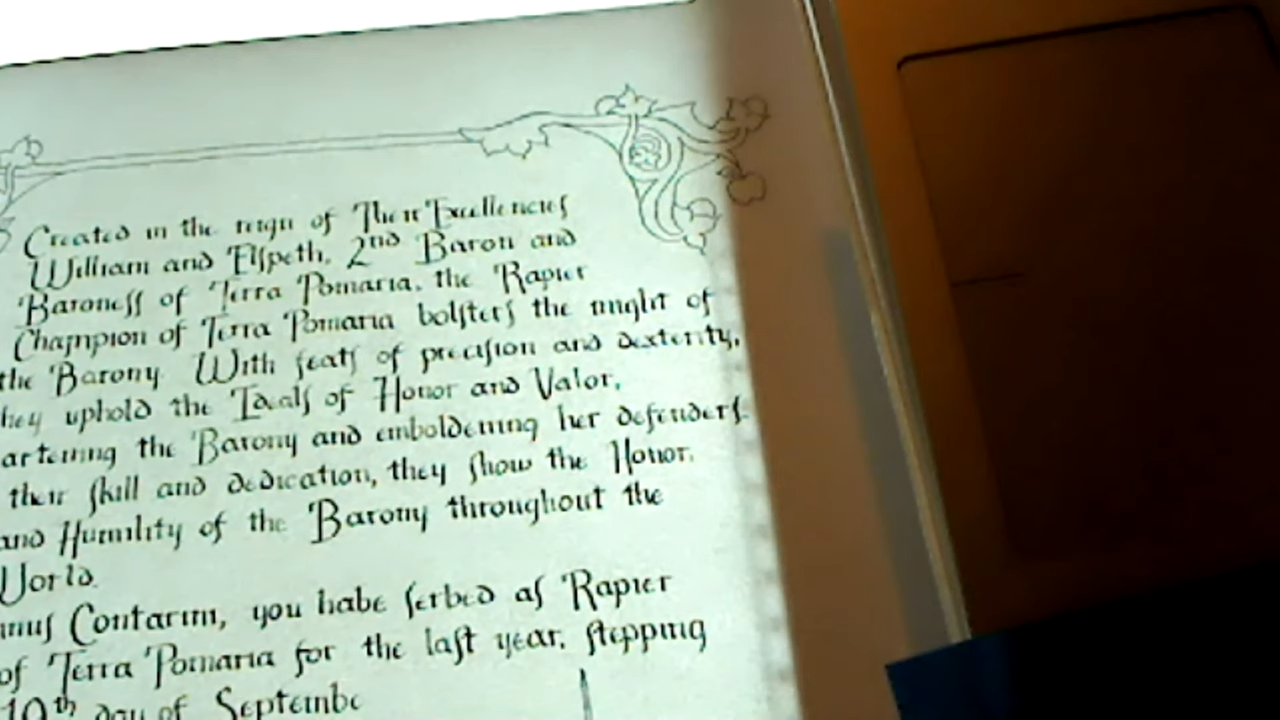 Created in the reign of Their Excellencies
William and Elspeth, 2nd Baron and
Baroness of Terra Pomaria, the Rapier
Champion of Terra Pomaria bolsters the might of
the Barony. With feats of precision and dexterity,
hey uphold the Ideals of Honor and Valor,
artening the Barony and emboldening her defenders.
their skill and dedication, they show the Honor,
and Humility of the Barony throughout the
World.
Contarini, you have served as Rapier
of Terra Pomaria for the last year, stepping
10th day of Septembe